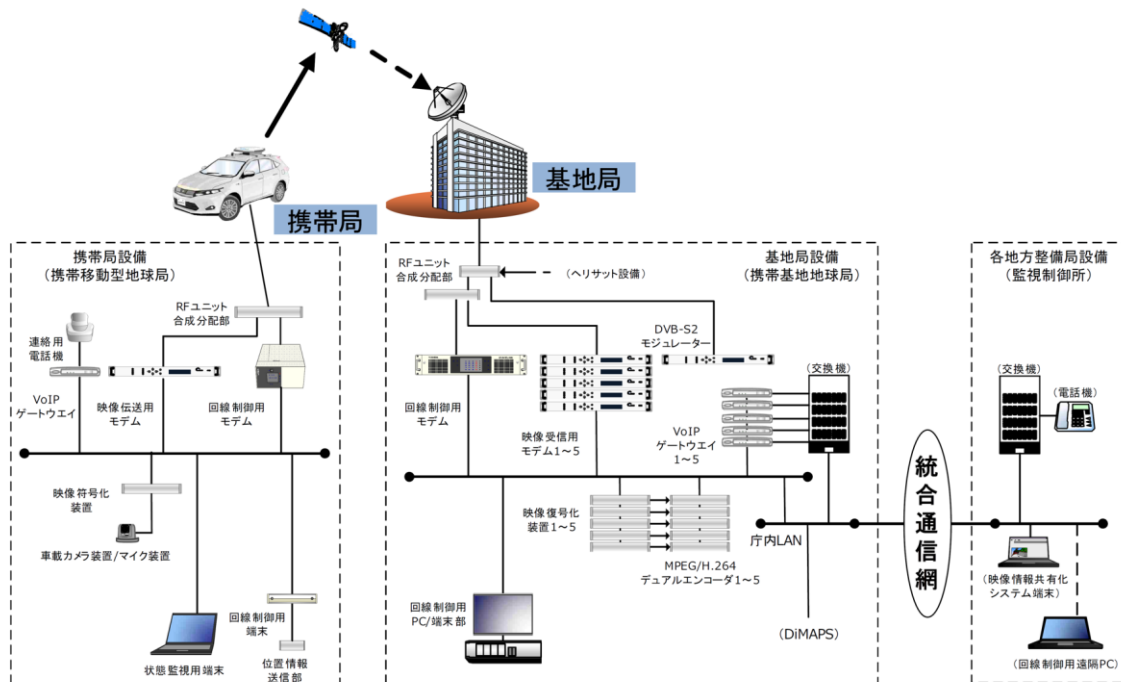 携帯局
基地局
携帯局設備
（携帯移動型地球局）
RFユニット
合成分配部
連絡用
電話機
VoIP
ゲートウエイ
映像伝送用
モデム
回線制御用
モデム
映像符号化
装置
車載カメラ装置/マイク装置
状態監視用端末
回線制御用
端末
位置情報
送信部
基地局設備
（携帯基地地球局）
RFユニット
合成分配部
（ヘリサット設備）
DVB-S2
モジュレーター
（交換機）
回線制御用
モデム
映像受信用
モデム1～5
VoIP
ゲートウエイ
1～5
映像復号化
装置1～5
MPEG/H.264
デュアルエンコーダ1～5
庁内LAN
回線制御用
PC/端末部
（DiMAPS）
統合通信網
各地方整備局設備
（監視制御所）
（交換機）
（電話機）
（映像情報共有化
システム端末）
（回線制御用遠隔PC）